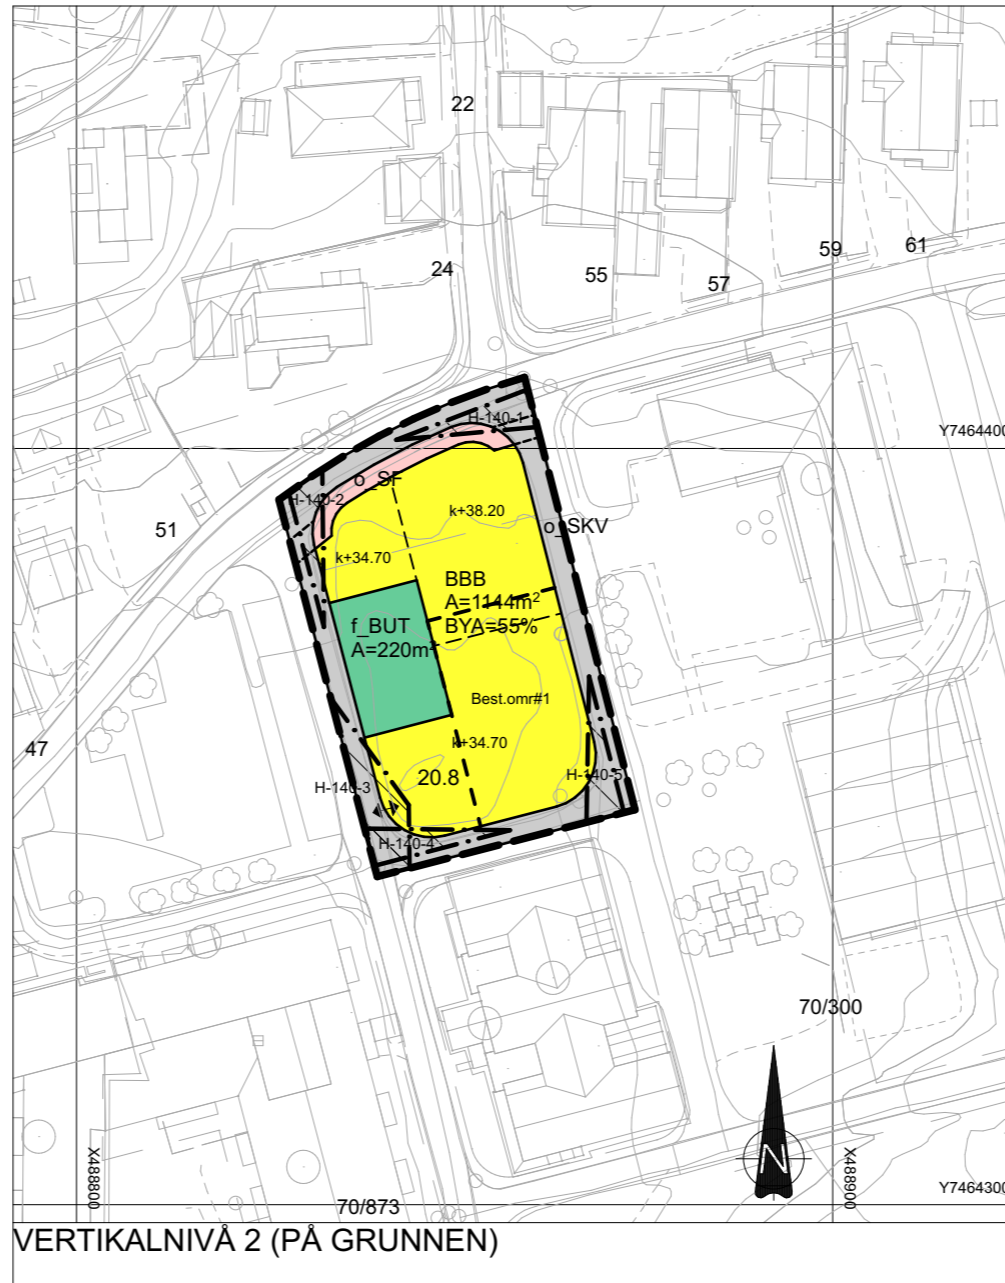 22
59
61
24
55
57
H-140-1
Y7464400
o_SF
H-140-2
k+38.20
51
o_SKV
k+34.70
BBB
A=1144m²
BYA=55%
f_BUT
A=220m²
Best.omr#1
47
k+34.70
20.8
H-140-5
H-140-3
H-140-4
70/300
N
X488800
X488900
Y7464300
70/873
VERTIKALNIVÅ 2 (PÅ GRUNNEN)